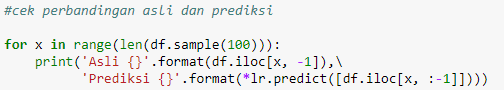 #cek perbandingan asli dan prediksi
for x in range(len(df.sample(100))):
print('Asli {}'.format(df.iloc[x, -1]),\
'Prediksi {}'.format(*lr.predict([df.iloc[x, :-1]])))